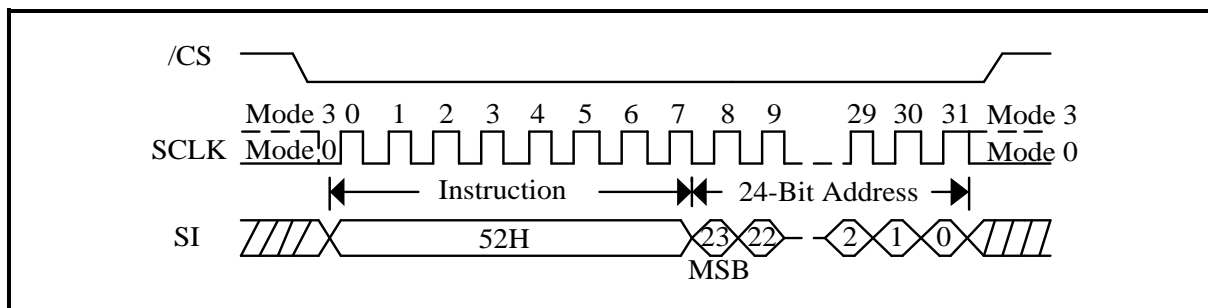 /CS
Mode 3 0 1 2 3 4 5 6 7 8 9 29 30 31 Mode 3
SCLK Mode 0 Mode 0
Instruction 24-Bit Address
SI 52H 23 22 2 1 0
MSB